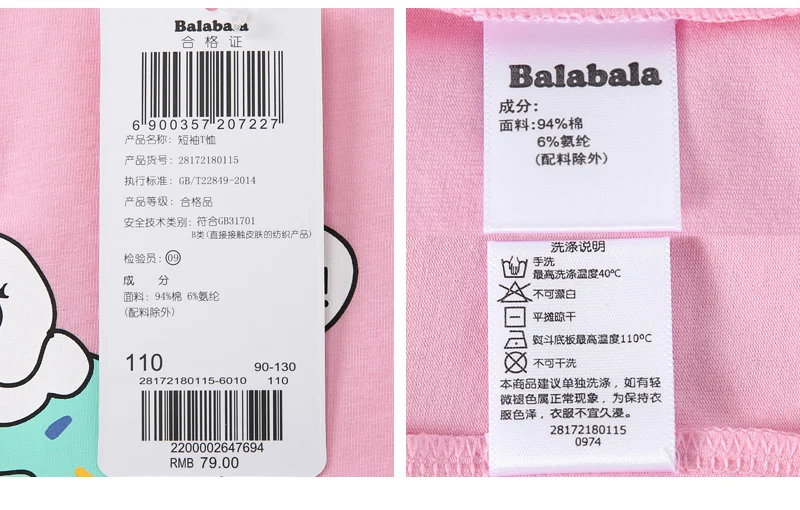 Balabala
合格证
6 900357 207227
产品名称: 短袖T恤
产品货号: 28172180115
执行标准: GB/T22849-2014
产品等级: 合格品
安全技术类别: 符合GB31701
B类(直接接触皮肤的纺织产品)
检验员: 09
成 分
面料: 94%棉 6%氨纶
(配料除外)
110 90-130
28172180115-6010 110
2200002647694
RMB 79.00
Balabala
成分:
面料:94%棉
6%氨纶
(配料除外)
洗涤说明
手洗
最高洗涤温度40℃
不可漂白
平摊晾干
熨斗底板最高温度110℃
不可干洗
本商品建议单独洗涤，如有轻
微褪色属正常现象，为保持衣
服色泽，衣服不宜久浸。
28172180115
0974